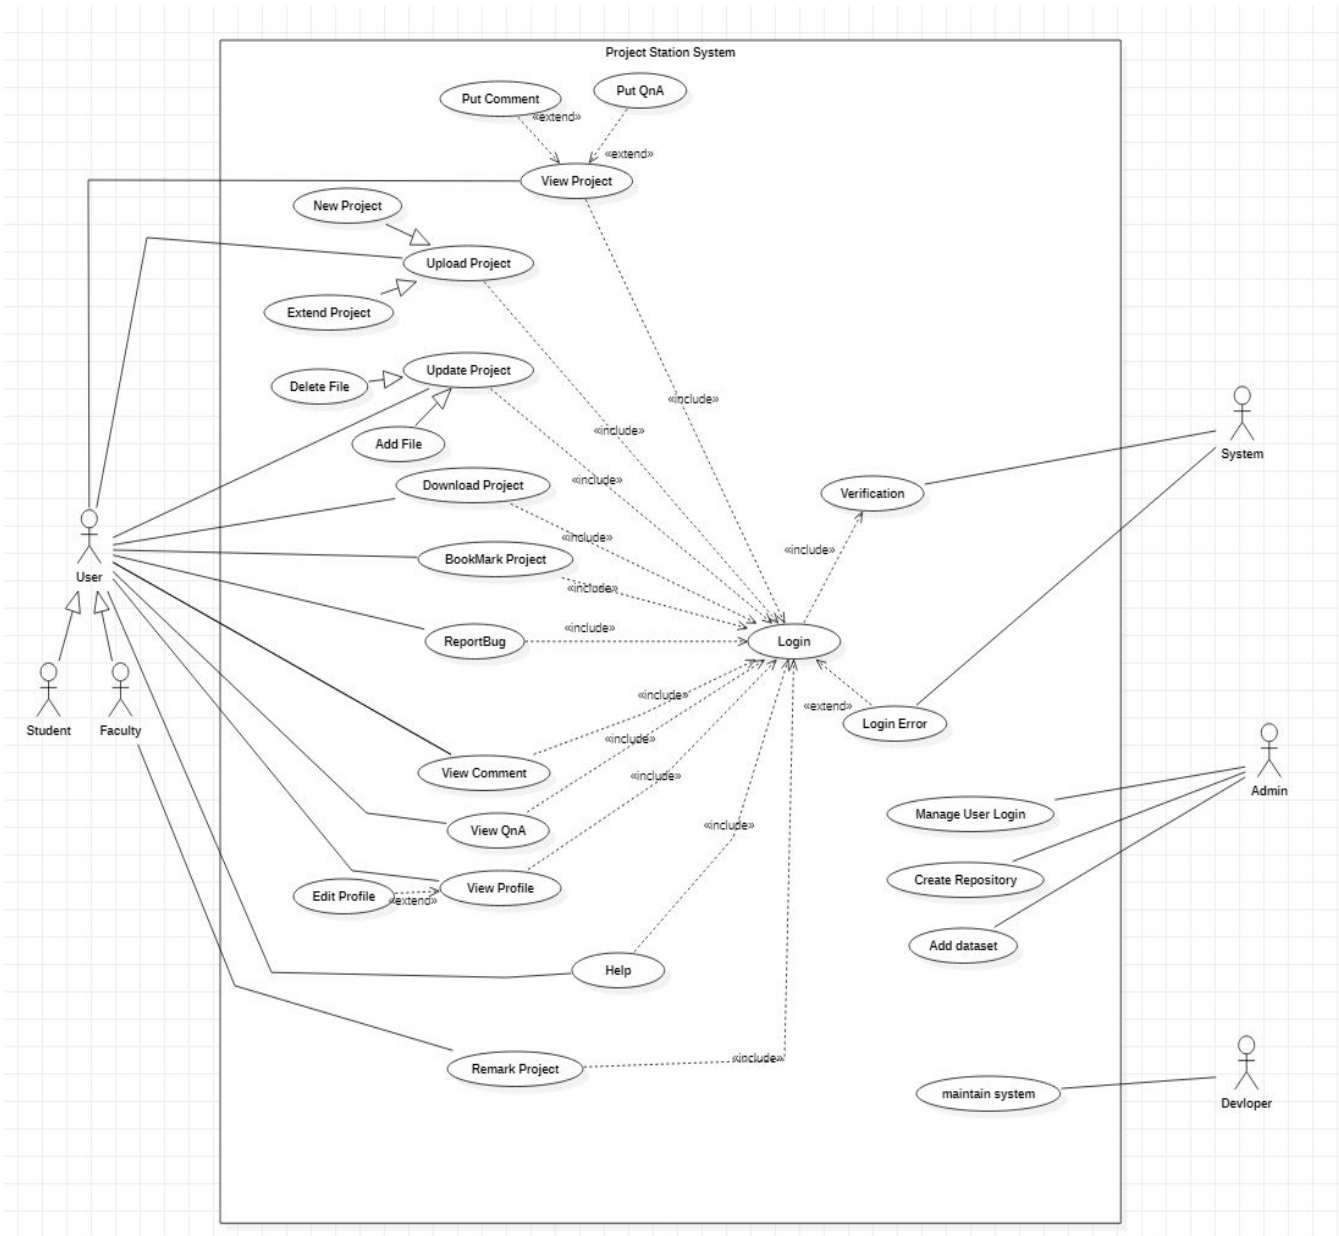 Project Station System
Put Comment
Put QnA
«extend»
«extend»
View Project
New Project
Upload Project
Extend Project
Update Project
Delete File
«include»
«include»
Add File
System
«include»
Download Project
Verification
«include»
«include»
BookMark Project
User
«include»
«include»
ReportBug
Login
«include»
«extend»
Login Error
Student
Faculty
«include»
View Comment
«include»
Admin
Manage User Login
«include»
View QnA
Create Repository
View Profile
Edit Profile
«extend»
Add dataset
Help
«include»
Remark Project
maintain system
Devloper